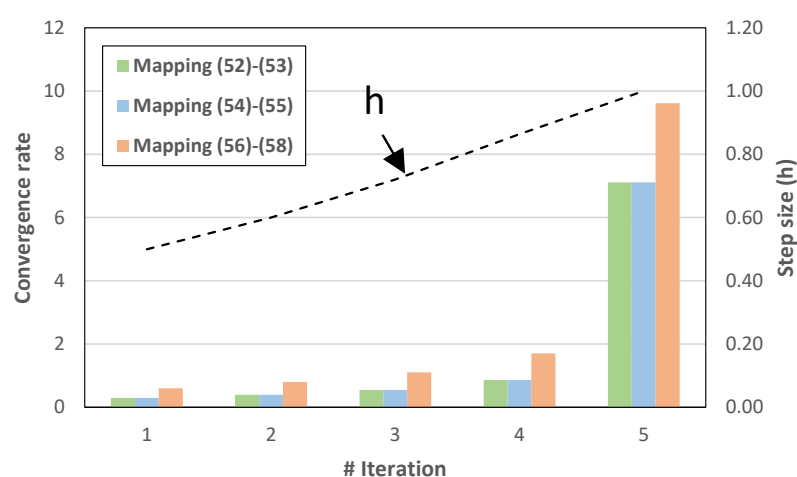 12
10
8
6
4
2
0
Convergence rate
Mapping (52)-(53)
Mapping (54)-(55)
Mapping (56)-(58)
h
1.20
1.00
0.80
0.60
0.40
0.20
0.00
Step size (h)
1 2 3 4 5
# Iteration